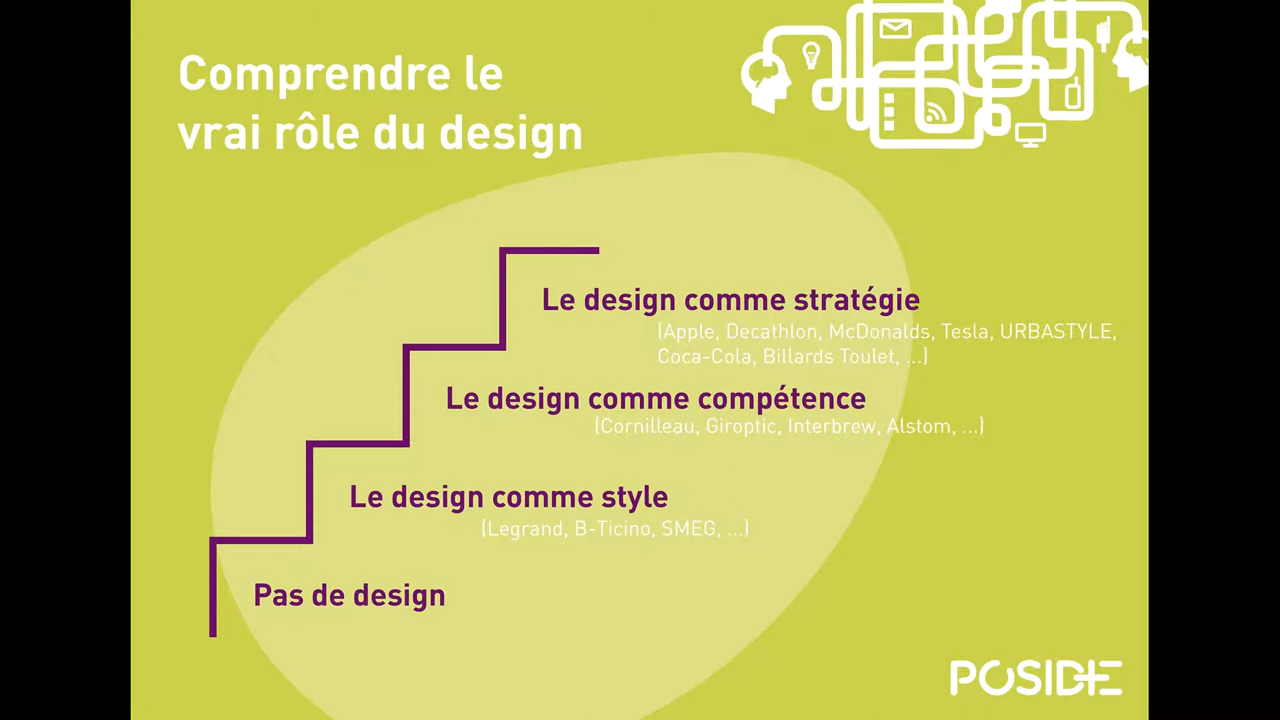 Comprendre le
vrai rôle du design
Le design comme stratégie
(Apple, Decathlon, McDonalds, Tesla, URBASTYLE,
Coca-Cola, Billards Toulet, ...)
Le design comme compétence
(Cornilleau, Giroptic, Interbrew, Alstom, ...)
Le design comme style
(Legrand, B-Ticino, SMEG, ...)
Pas de design
POSIDE